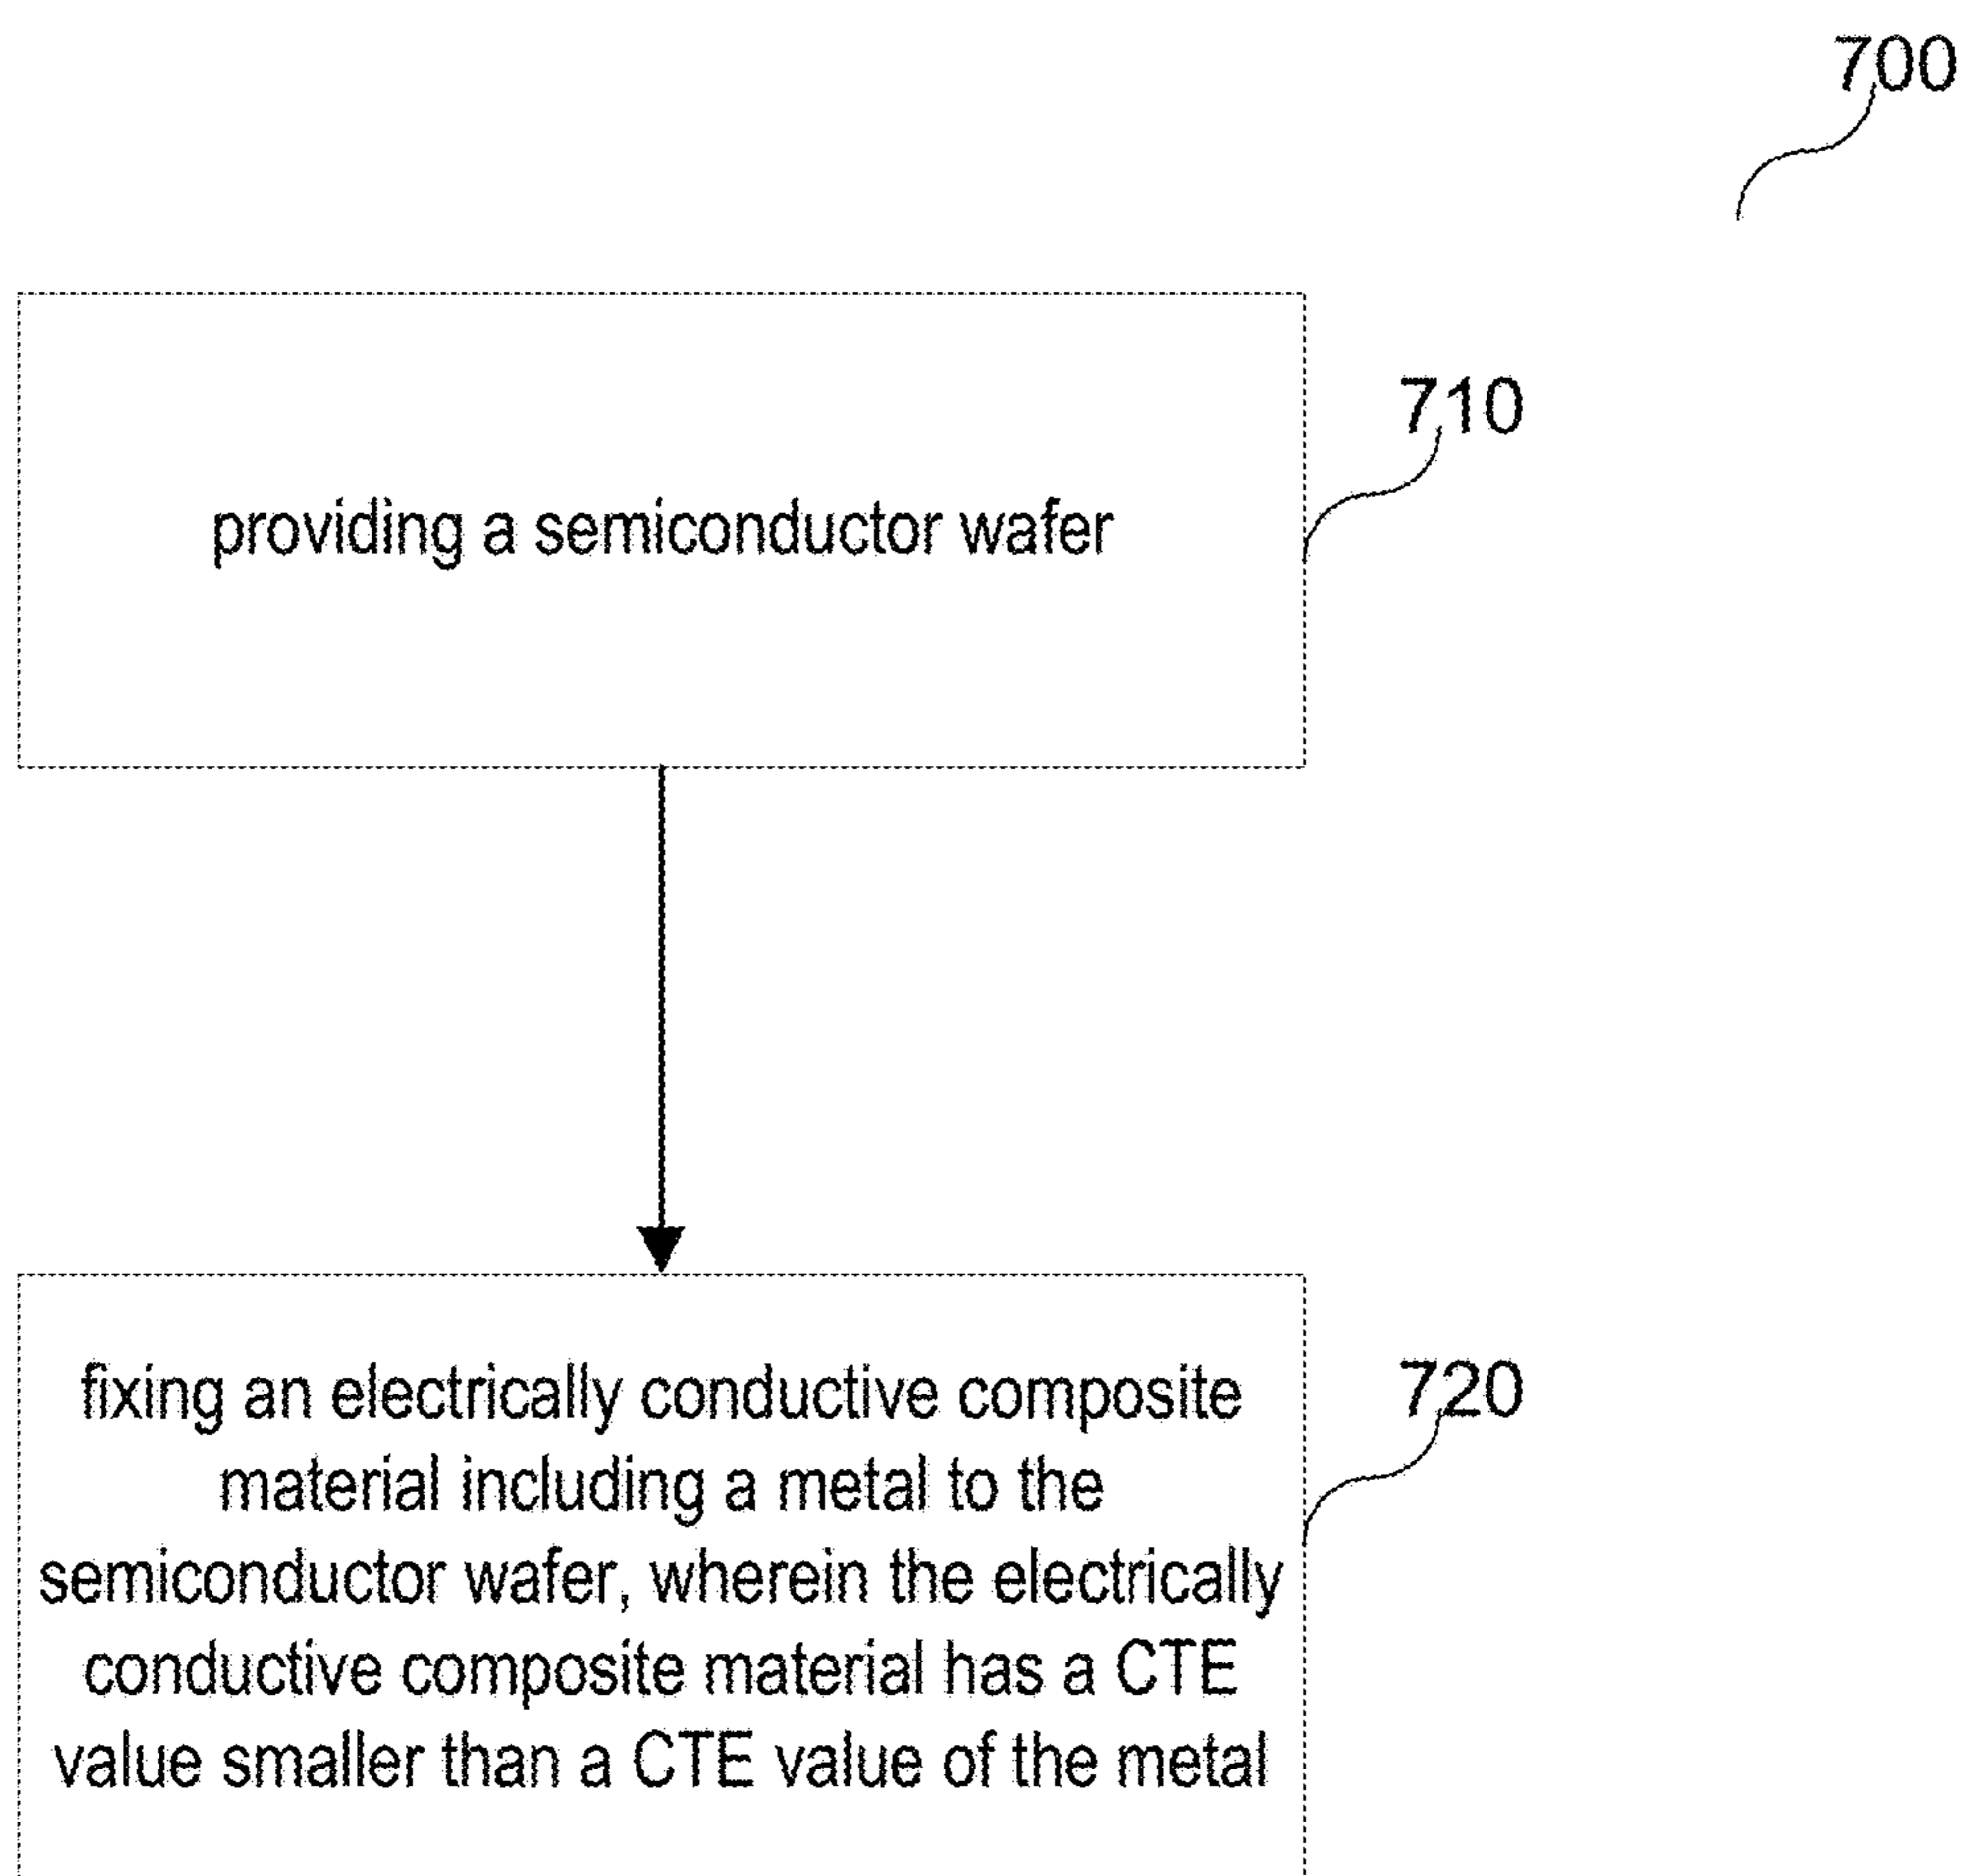 700
710
providing a semiconductor wafer
720
fixing an electrically conductive composite
material including a metal to the
semiconductor wafer, wherein the electrically
conductive composite material has a CTE
value smaller than a CTE value of the metal